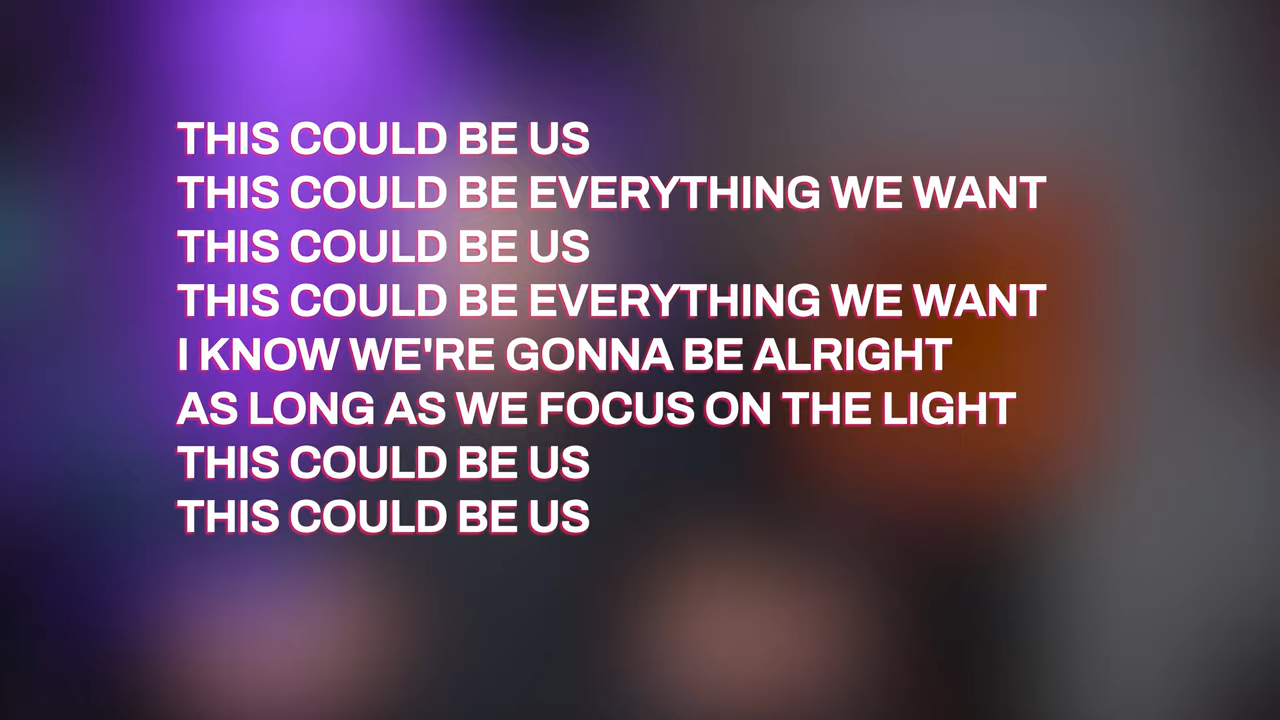 THIS COULD BE US
THIS COULD BE EVERYTHING WE WANT
THIS COULD BE US
THIS COULD BE EVERYTHING WE WANT
I KNOW WE'RE GONNA BE ALRIGHT
AS LONG AS WE FOCUS ON THE LIGHT
THIS COULD BE US
THIS COULD BE US